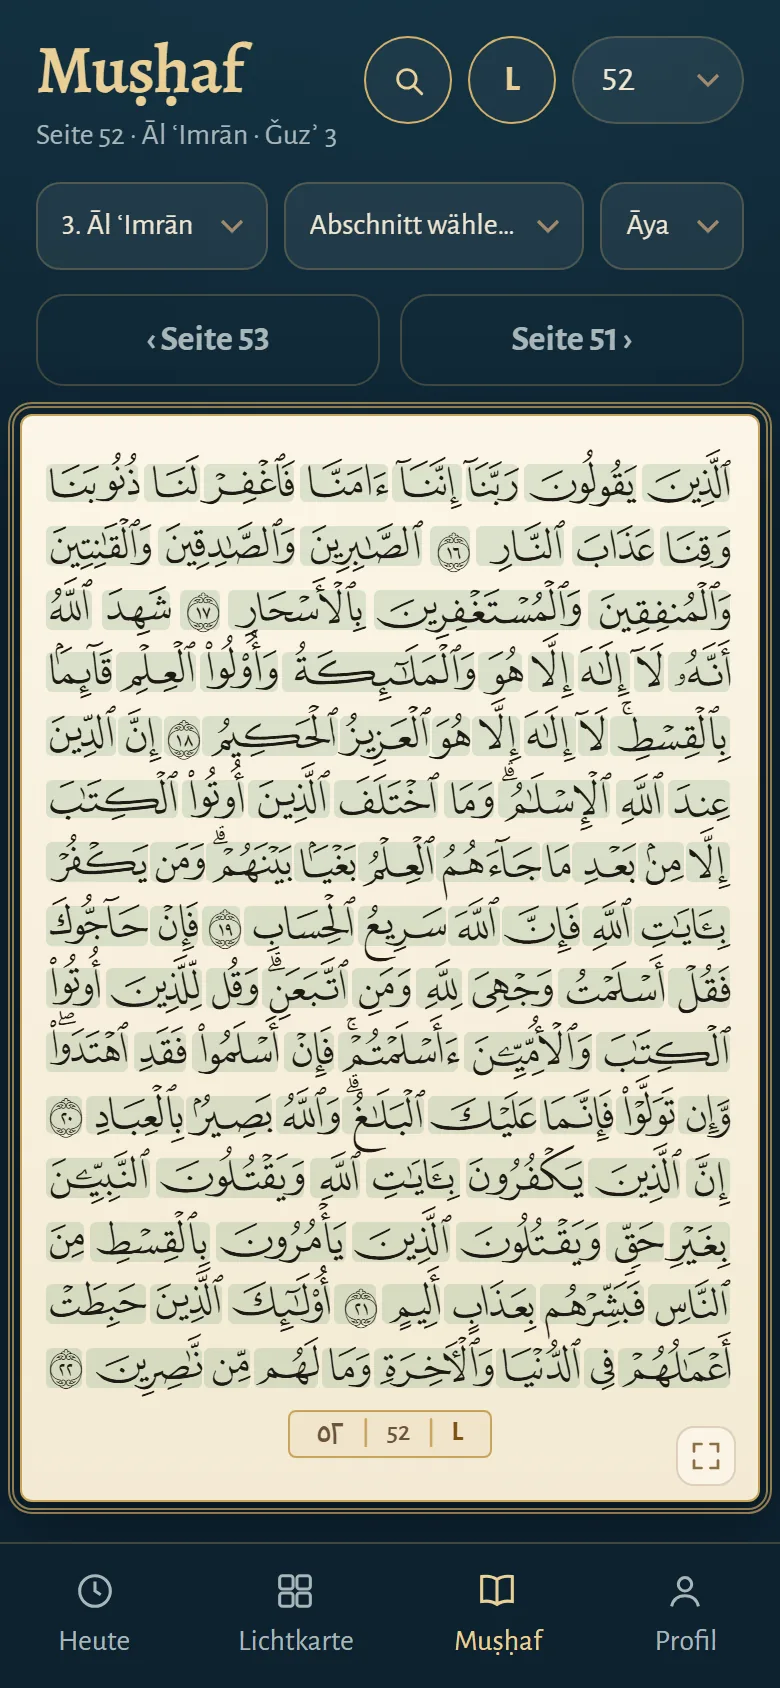 Muṣḥaf
Seite 52 · Āl ʿImrān · Ǧuzʾ 3
L
52
3. Āl ʿImrān
Abschnitt wähle...
Āya
‹ Seite 53
Seite 51 ›
ٱلَّذِينَ يَقُولُونَ رَبَّنَآ إِنَّنَآ ءَامَنَّا فَٱغْفِرْ لَنَا ذُنُوبَنَا
وَقِنَا عَذَابَ ٱلنَّارِ ١٦ ٱلصَّٰبِرِينَ وَٱلصَّٰدِقِينَ وَٱلْقَٰنِتِينَ
وَٱلْمُنفِقِينَ وَٱلْمُسْتَغْفِرِينَ بِٱلْأَسْحَارِ ١٧ شَهِدَ ٱللَّهُ
أَنَّهُۥ لَآ إِلَٰهَ إِلَّا هُوَ وَٱلْمَلَٰٓئِكَةُ وَأُو۟لُوا۟ ٱلْعِلْمِ قَآئِمًۢا
بِٱلْقِسْطِ ۚ لَآ إِلَٰهَ إِلَّا هُوَ ٱلْعَزِيزُ ٱلْحَكِيمُ ١٨ إِنَّ ٱلدِّينَ
عِندَ ٱللَّهِ ٱلْإِسْلَٰمُ ۗ وَمَا ٱخْتَلَفَ ٱلَّذِينَ أُوتُوا۟ ٱلْكِتَٰبَ
إِلَّا مِنۢ بَعْدِ مَا جَآءَهُمُ ٱلْعِلْمُ بَغْيًۢا بَيْنَهُمْ ۗ وَمَن يَكْفُرْ
بِـَٔايَٰتِ ٱللَّهِ فَإِنَّ ٱللَّهَ سَرِيعُ ٱلْحِسَابِ ١٩ فَإِنْ حَآجُّوكَ
فَقُلْ أَسْلَمْتُ وَجْهِىَ لِلَّهِ وَمَنِ ٱتَّبَعَنِ ۗ وَقُل لِّلَّذِينَ أُوتُوا۟
ٱلْكِتَٰبَ وَٱلْأُمِّيِّـۧنَ ءَأَسْلَمْتُمْ ۚ فَإِنْ أَسْلَمُوا۟ فَقَدِ ٱهْتَدَوا۟ ۖ
وَّإِن تَوَلَّوْا۟ فَإِنَّمَا عَلَيْكَ ٱلْبَلَٰغُ ۗ وَٱللَّهُ بَصِيرٌۢ بِٱلْعِبَادِ ٢٠
إِنَّ ٱلَّذِينَ يَكْفُرُونَ بِـَٔايَٰتِ ٱللَّهِ وَيَقْتُلُونَ ٱلنَّبِيِّـۧنَ
بِغَيْرِ حَقٍّ وَيَقْتُلُونَ ٱلَّذِينَ يَأْمُرُونَ بِٱلْقِسْطِ مِنَ
ٱلنَّاسِ فَبَشِّرْهُم بِعَذَابٍ أَلِيمٍ ٢١ أُو۟لَٰٓئِكَ ٱلَّذِينَ حَبِطَتْ
أَعْمَٰلُهُمْ فِى ٱلدُّنْيَا وَٱلْءَاخِرَةِ وَمَا لَهُم مِّن نَّٰصِرِينَ ٢٢
٥٢ | 52 | L
Heute
Lichtkarte
Muṣḥaf
Profil